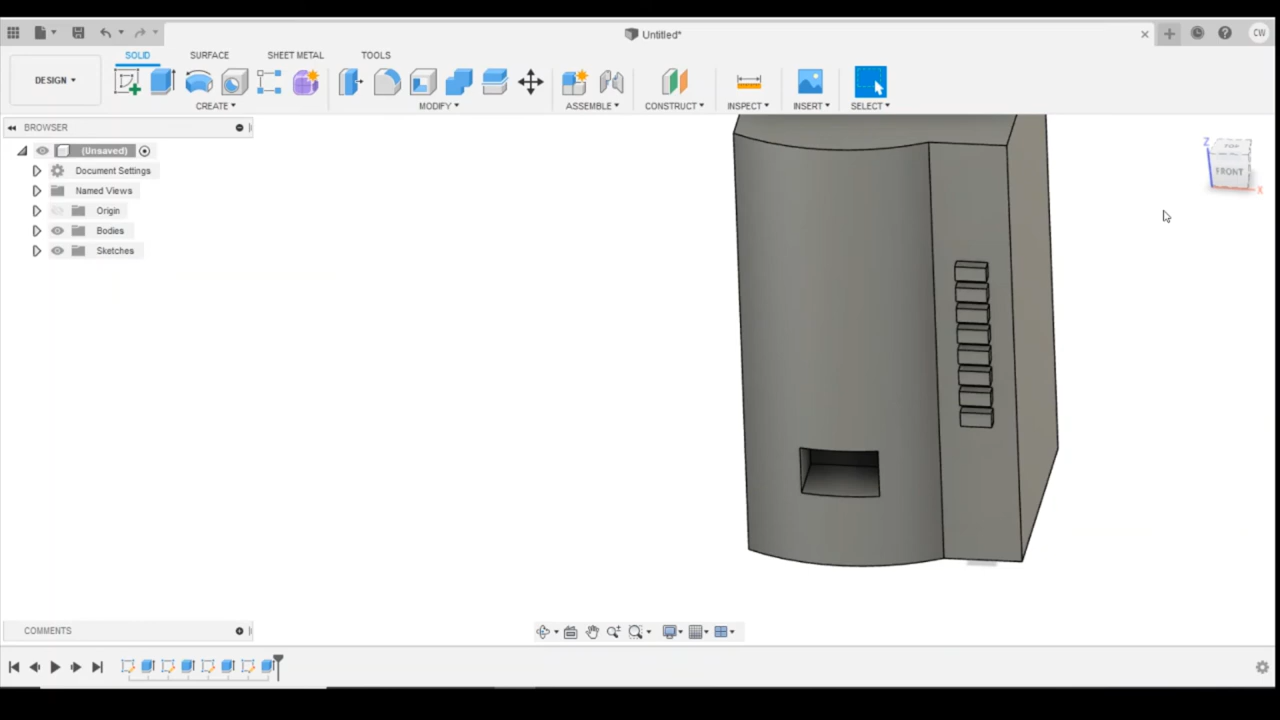 Untitled*
CW
DESIGN
SOLID
SURFACE
SHEET METAL
TOOLS
CREATE
MODIFY
ASSEMBLE
CONSTRUCT
INSPECT
INSERT
SELECT
BROWSER
(Unsaved)
Document Settings
Named Views
Origin
Bodies
Sketches
Z
TOP
FRONT
X
COMMENTS